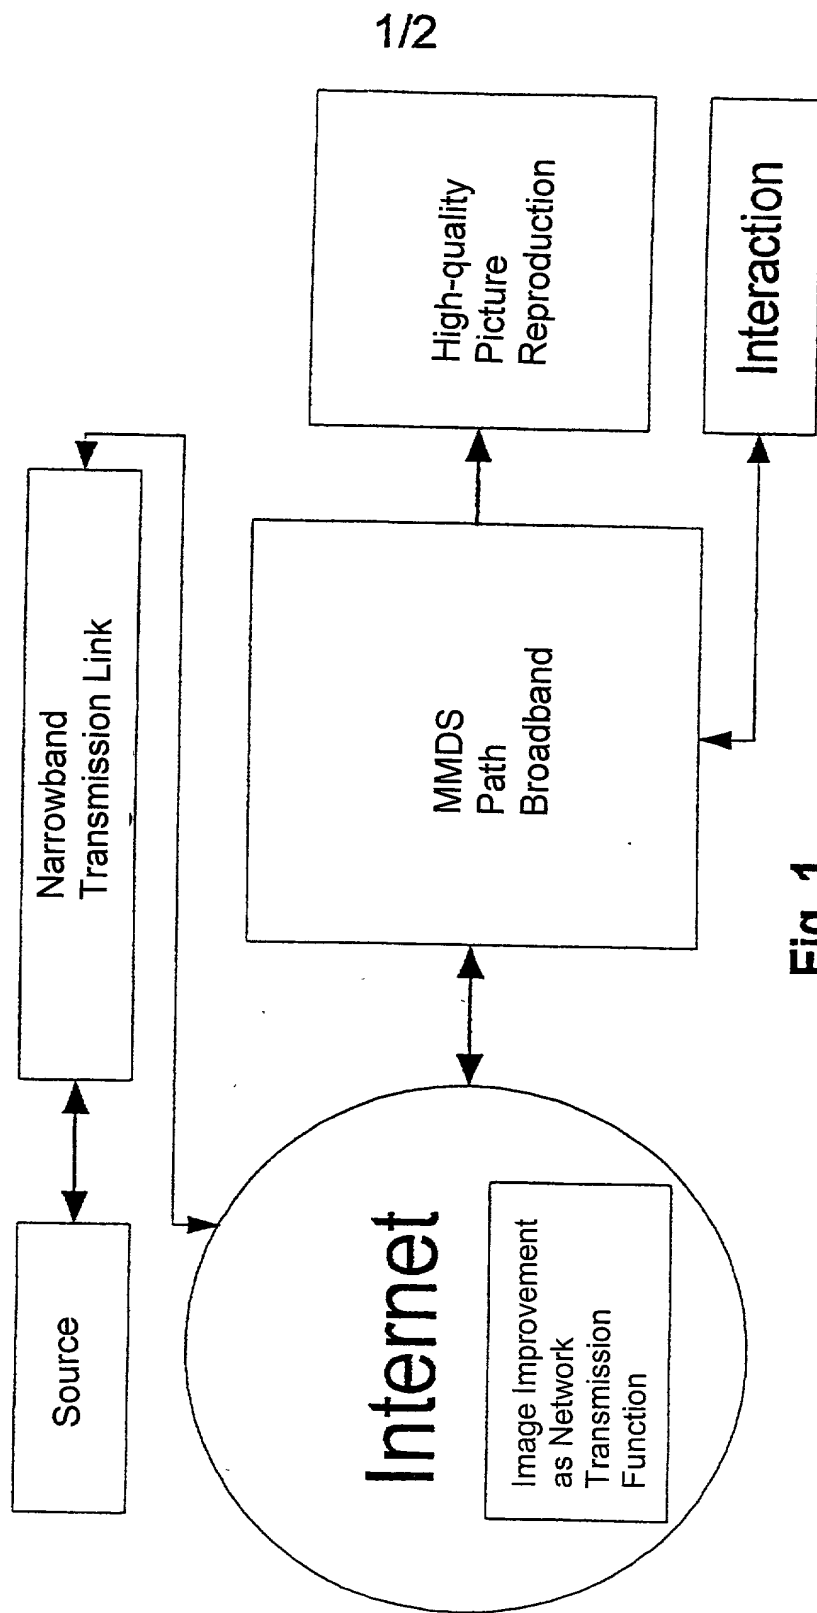 1/2
Source
Narrowband
Transmission Link
Internet
Image Improvement
as Network
Transmission
Function
MMDS
Path
Broadband
High-quality
Picture
Reproduction
Interaction
Fig. 1